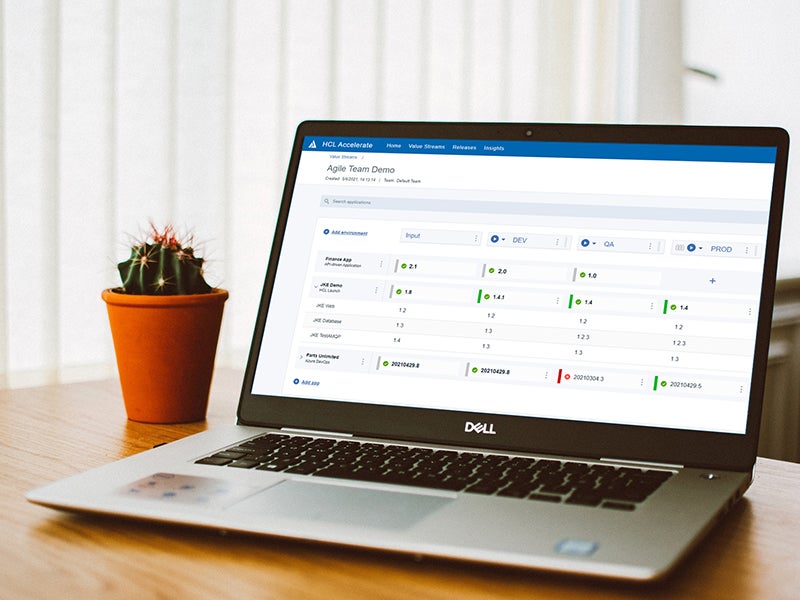 HCL Accelerate Home Value Streams Releases Insights
Value Streams
Agile Team Demo
Created: 5/4/2021, 14:13:14 | Team: Default Team
Search applications
Add environment Input DEV QA PROD
Finance App 2.1 2.0 1.0
API-driven Application
JKE Demo 1.8 1.4.1 1.4 1.4
HCL Launch
JKE Web 1.2 1.2 1.2 1.2
JKE Database 1.3 1.3 1.2.3 1.2.3
JKE TestAMQP 1.4 1.3 1.3 1.3
Parts Unlimited 20210429.8 20210429.8 20210304.3 20210429.5
Azure DevOps
Add app
DELL